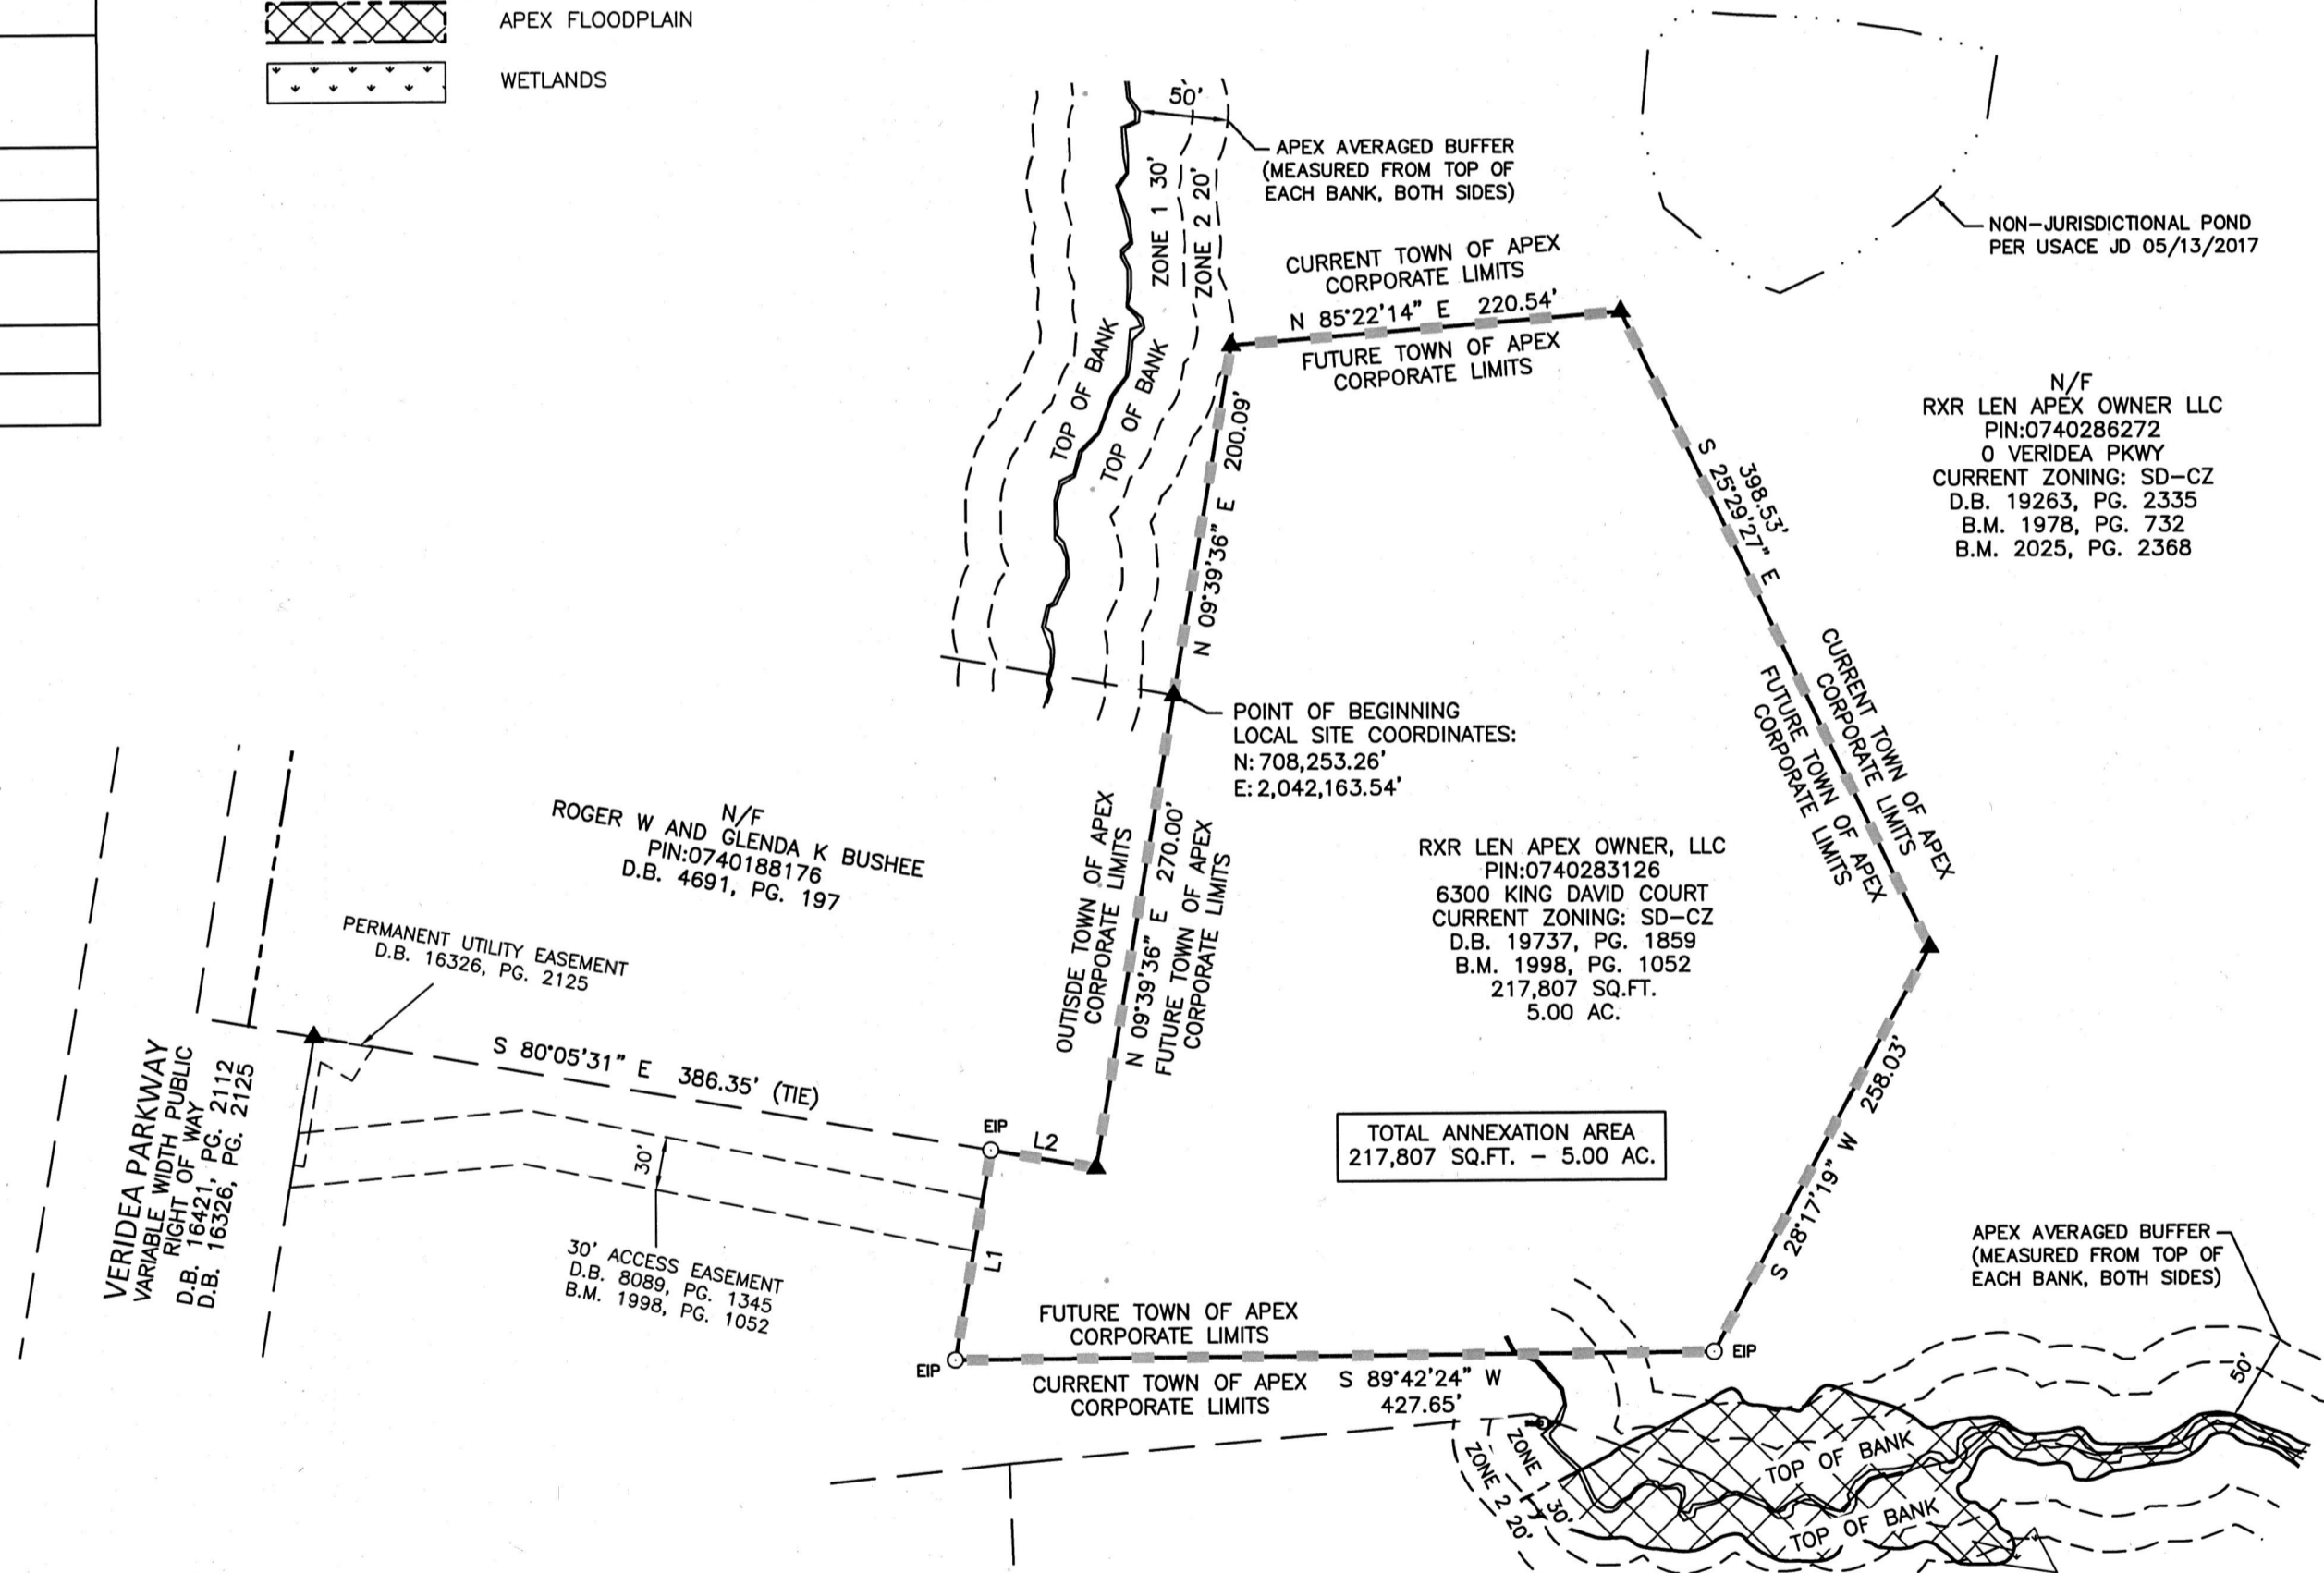 APEX FLOODPLAIN
WETLANDS
50'
APEX AVERAGED BUFFER
(MEASURED FROM TOP OF
EACH BANK, BOTH SIDES)
ZONE 1 30'
ZONE 2 20'
TOP OF BANK
TOP OF BANK
NON-JURISDICTIONAL POND
PER USACE JD 05/13/2017
CURRENT TOWN OF APEX
CORPORATE LIMITS
N 85°22'14" E 220.54'
FUTURE TOWN OF APEX
CORPORATE LIMITS
N 09°39'36" E 200.09'
398.53'
S 25°29'27" E
N/F
RXR LEN APEX OWNER LLC
PIN:0740286272
0 VERIDEA PKWY
CURRENT ZONING: SD-CZ
D.B. 19263, PG. 2335
B.M. 1978, PG. 732
B.M. 2025, PG. 2368
CURRENT TOWN OF APEX
CORPORATE LIMITS
FUTURE TOWN OF APEX
CORPORATE LIMITS
POINT OF BEGINNING
LOCAL SITE COORDINATES:
N: 708,253.26'
E: 2,042,163.54'
N/F
ROGER W AND GLENDA K BUSHEE
PIN:0740188176
D.B. 4691, PG. 197
OUTISDE TOWN OF APEX
CORPORATE LIMITS
N 09°39'36" E 270.00'
FUTURE TOWN OF APEX
CORPORATE LIMITS
RXR LEN APEX OWNER, LLC
PIN:0740283126
6300 KING DAVID COURT
CURRENT ZONING: SD-CZ
D.B. 19737, PG. 1859
B.M. 1998, PG. 1052
217,807 SQ.FT.
5.00 AC.
PERMANENT UTILITY EASEMENT
D.B. 16326, PG. 2125
S 80°05'31" E 386.35' (TIE)
VERIDEA PARKWAY
VARIABLE WIDTH PUBLIC
RIGHT OF WAY
D.B. 16421, PG. 2112
D.B. 16326, PG. 2125
EIP
L2
30'
L1
30' ACCESS EASEMENT
D.B. 8089, PG. 1345
B.M. 1998, PG. 1052
TOTAL ANNEXATION AREA
217,807 SQ.FT. - 5.00 AC.
S 28°17'19" W 258.03'
APEX AVERAGED BUFFER
(MEASURED FROM TOP OF
EACH BANK, BOTH SIDES)
50'
FUTURE TOWN OF APEX
CORPORATE LIMITS
EIP
EIP
CURRENT TOWN OF APEX
CORPORATE LIMITS
S 89°42'24" W
427.65'
ZONE 1 30'
ZONE 2 20'
TOP OF BANK
TOP OF BANK